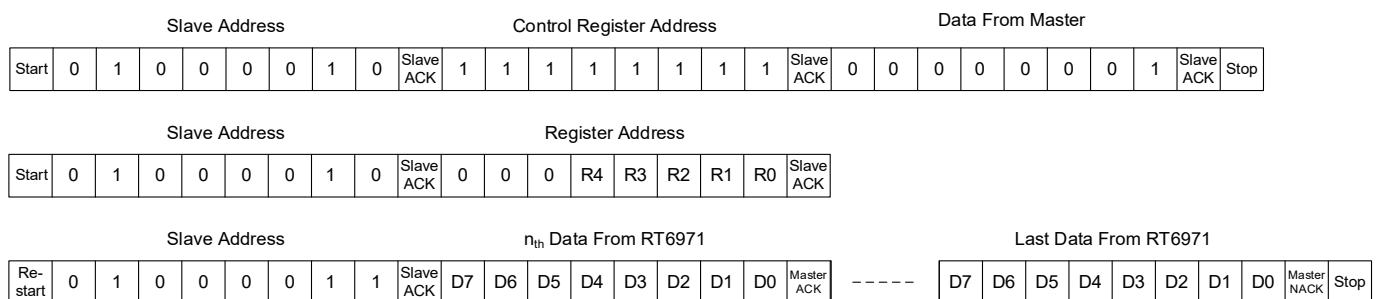 Slave Address Control Register Address Data From Master
Start 0 1 0 0 0 0 1 0 Slave ACK 1 1 1 1 1 1 1 1 Slave ACK 0 0 0 0 0 0 0 1 Slave ACK Stop
Slave Address Register Address
Start 0 1 0 0 0 0 1 0 Slave ACK 0 0 0 R4 R3 R2 R1 R0 Slave ACK
Slave Address nth Data From RT6971 Last Data From RT6971
Re-start 0 1 0 0 0 0 1 1 Slave ACK D7 D6 D5 D4 D3 D2 D1 D0 Master ACK D7 D6 D5 D4 D3 D2 D1 D0 Master NACK Stop